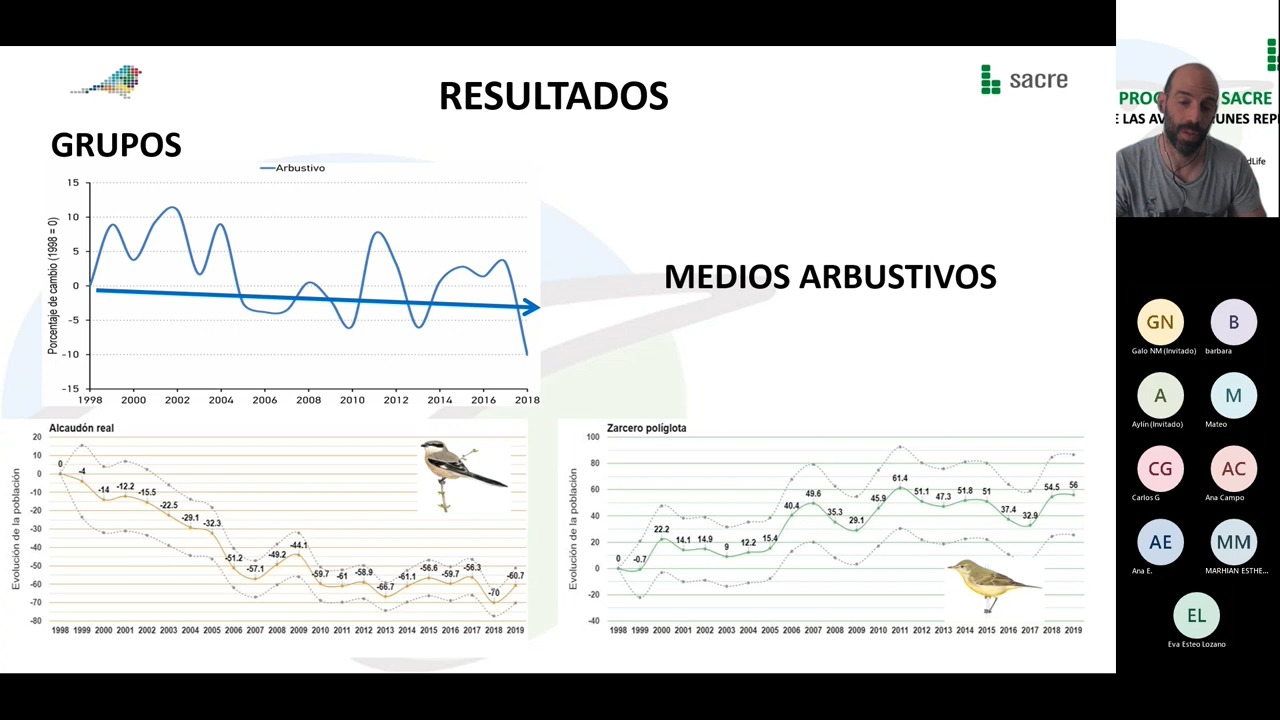 RESULTADOS
sacre
GRUPOS
Arbustivo
Porcentaje de cambio (1998 = 0)
15
10
5
0
-5
-10
-15
1998 2000 2002 2004 2006 2008 2010 2012 2014 2016 2018
MEDIOS ARBUSTIVOS
Alcaudón real
Evolución de la población
20
10
0
-10
-20
-30
-40
-50
-60
-70
-80
0 -4 -14 -12.2 -15.5 -22.5 -29.1 -32.3 -51.2 -57.1 -49.2 -44.1 -59.7 -61 -58.9 -66.7 -61.1 -56.6 -59.7 -56.3 -70 -60.7
1998 1999 2000 2001 2002 2003 2004 2005 2006 2007 2008 2009 2010 2011 2012 2013 2014 2015 2016 2017 2018 2019
Zarcero políglota
Evolución de la población
100
80
60
40
20
0
-20
-40
0 -0.7 22.2 14.1 14.9 9 12.2 15.4 40.4 49.6 35.3 29.1 45.9 61.4 51.1 47.3 51.8 51 37.4 32.9 54.5 56
1998 1999 2000 2001 2002 2003 2004 2005 2006 2007 2008 2009 2010 2011 2012 2013 2014 2015 2016 2017 2018 2019
SACRE
LAS
GN
Galo NM (Invitado)
B
barbara
A
Aylín (Invitado)
M
Mateo
CG
Carlos G
AC
Ana Campo
AE
Ana E.
MM
MARHIAN ESTHE...
EL
Eva Esteo Lozano